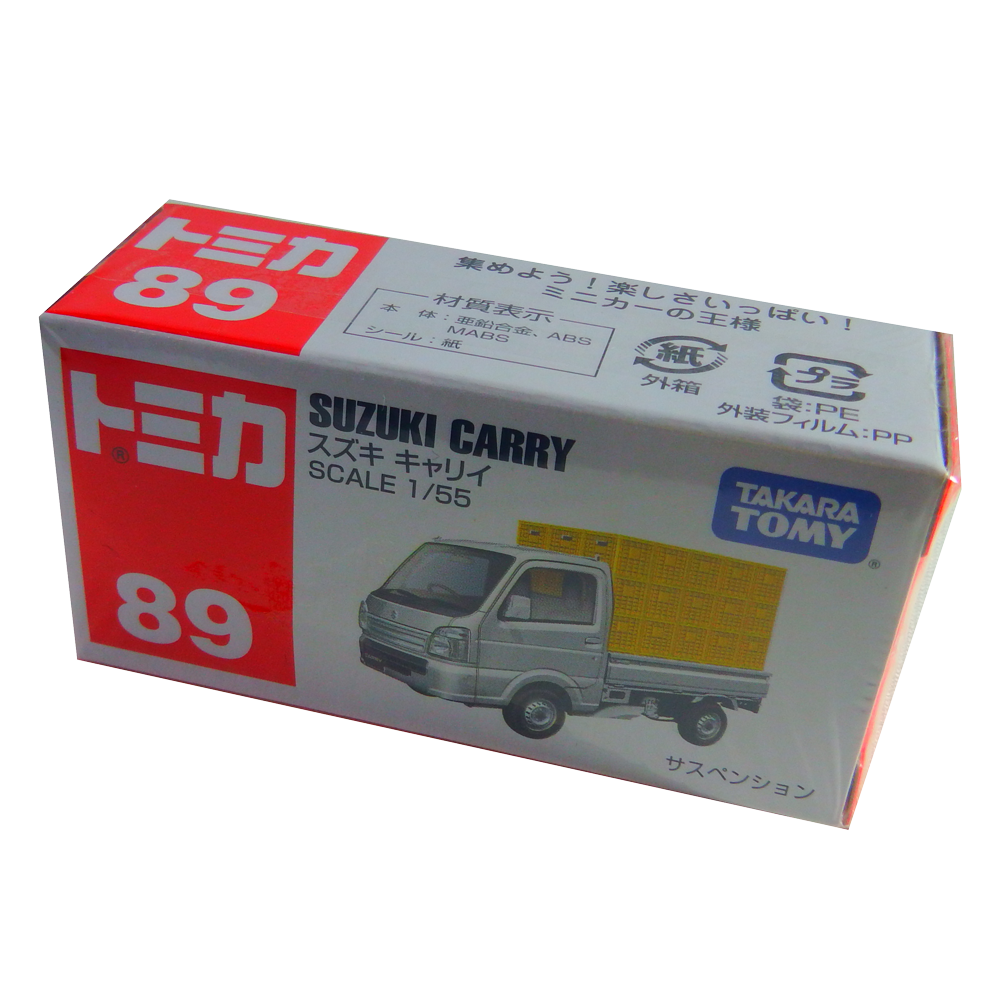 トミカ
89
集めよう！楽しさいっぱい！
ミニカーの王様
材質表示
本　体：亜鉛合金、ABS
MABS
シール：紙
紙
外箱
プラ
袋:PE
外装フィルム:PP
トミカ
®
89
SUZUKI CARRY
スズキ キャリイ
SCALE 1/55
TAKARA
TOMY
®
サスペンション